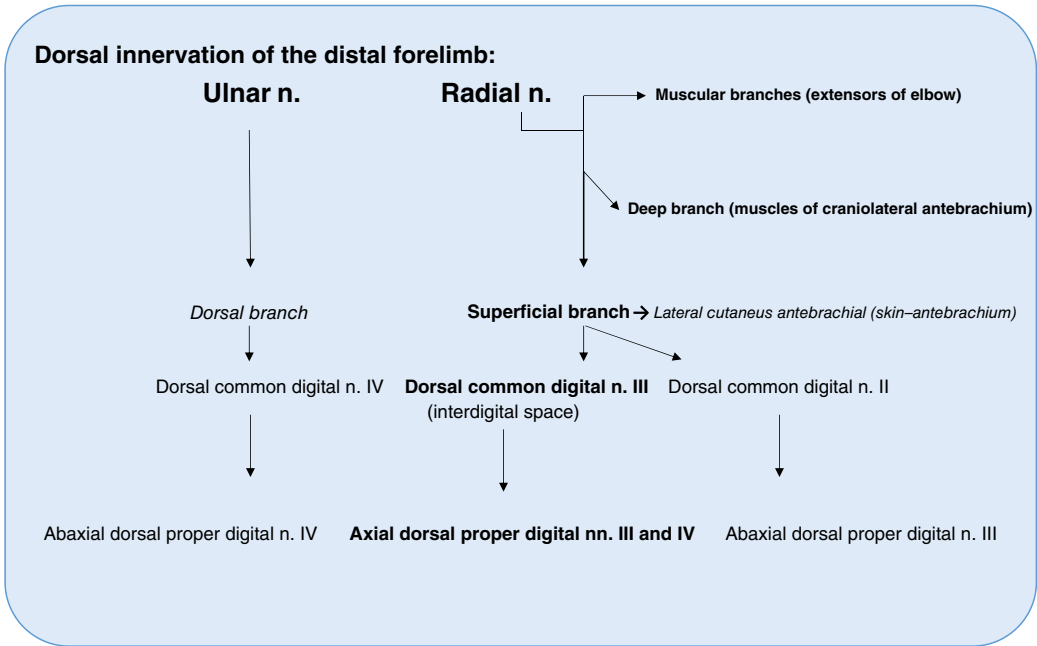 Dorsal innervation of the distal forelimb:
Ulnar n.
Radial n.
Muscular branches (extensors of elbow)
Deep branch (muscles of craniolateral antebrachium)
Dorsal branch
Superficial branch → Lateral cutaneus antebrachial (skin–antebrachium)
Dorsal common digital n. IV
Dorsal common digital n. III
(interdigital space)
Dorsal common digital n. II
Abaxial dorsal proper digital n. IV
Axial dorsal proper digital nn. III and IV
Abaxial dorsal proper digital n. III